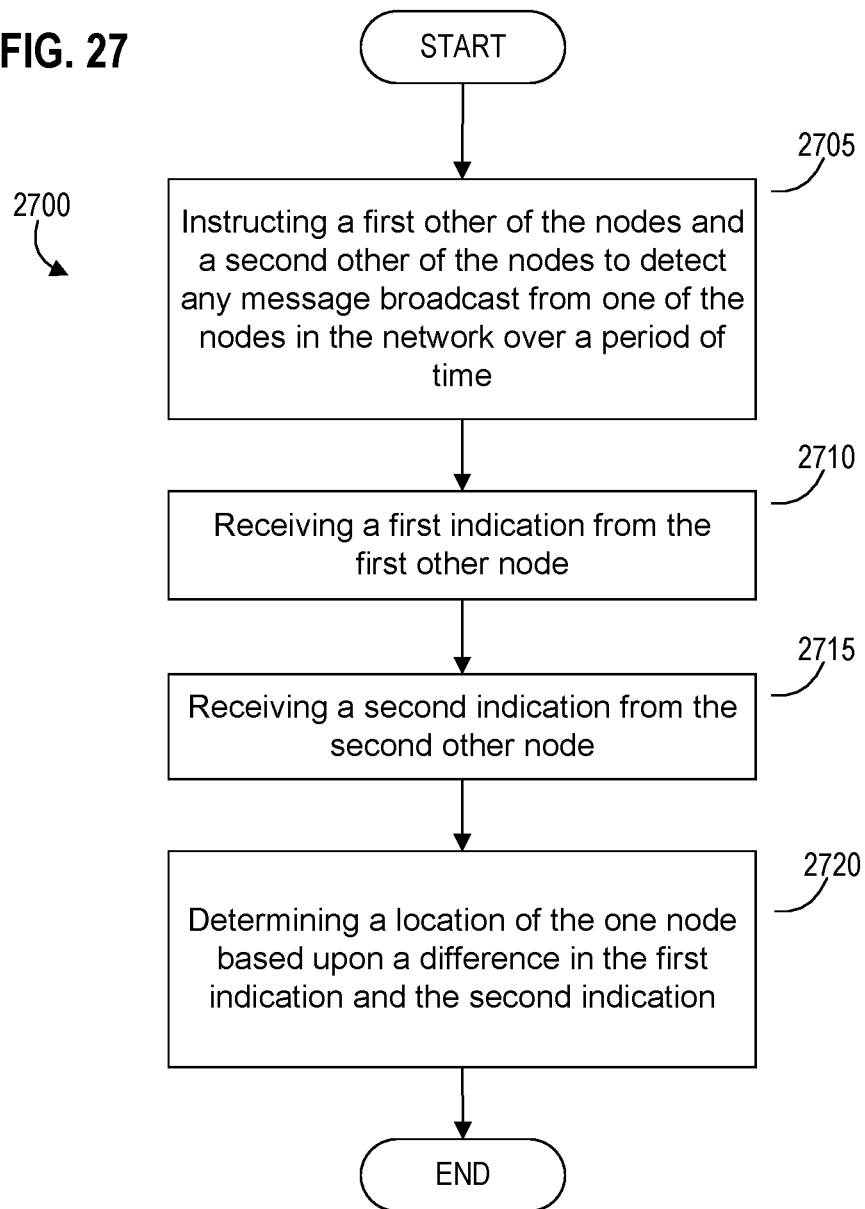 FIG. 27
START
2700
2705
Instructing a first other of the nodes and
a second other of the nodes to detect
any message broadcast from one of the
nodes in the network over a period of
time
2710
Receiving a first indication from the
first other node
2715
Receiving a second indication from the
second other node
2720
Determining a location of the one node
based upon a difference in the first
indication and the second indication
END